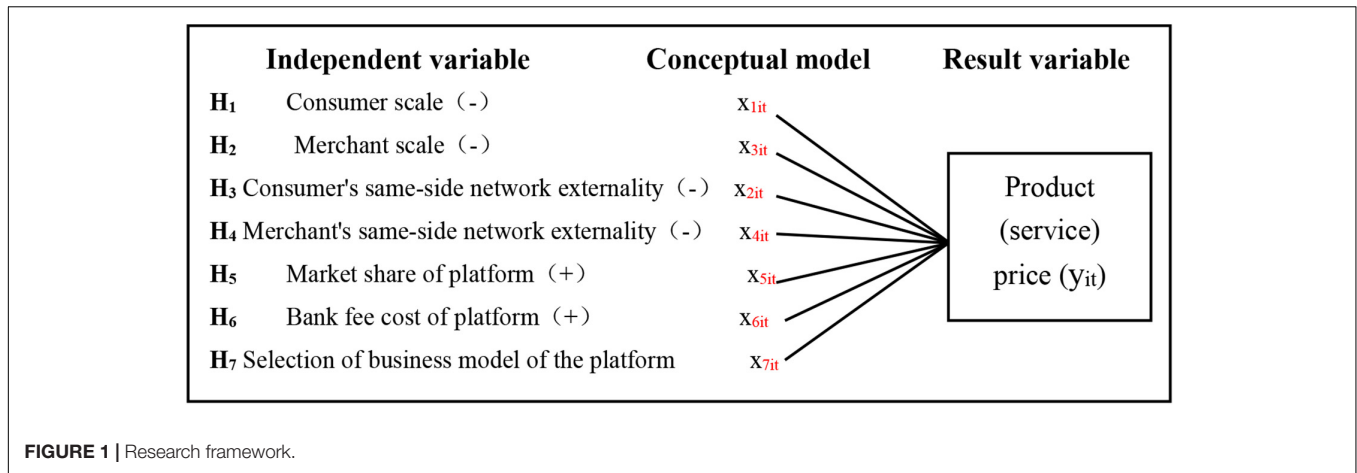 Independent variable Conceptual model Result variable
H₁ Consumer scale（-） x₁ᵢₜ
H₂ Merchant scale（-） x₃ᵢₜ
H₃ Consumer's same-side network externality（-） x₂ᵢₜ
H₄ Merchant's same-side network externality（-） x₄ᵢₜ
H₅ Market share of platform（+） x₅ᵢₜ
H₆ Bank fee cost of platform（+） x₆ᵢₜ
H₇ Selection of business model of the platform x₇ᵢₜ
Product
(service)
price (yᵢₜ)
FIGURE 1 | Research framework.